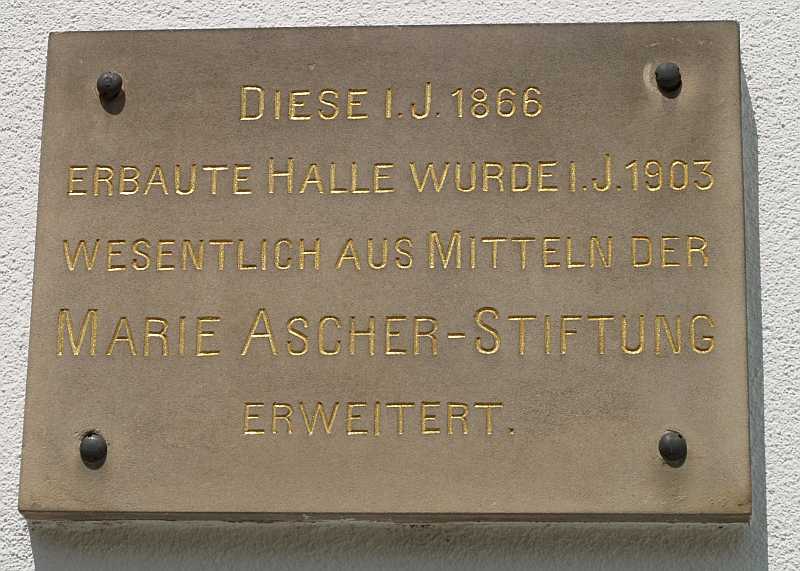 DIESE I.J. 1866
ERBAUTE HALLE WURDE I.J. 1903
WESENTLICH AUS MITTELN DER
MARIE ASCHER-STIFTUNG
ERWEITERT.